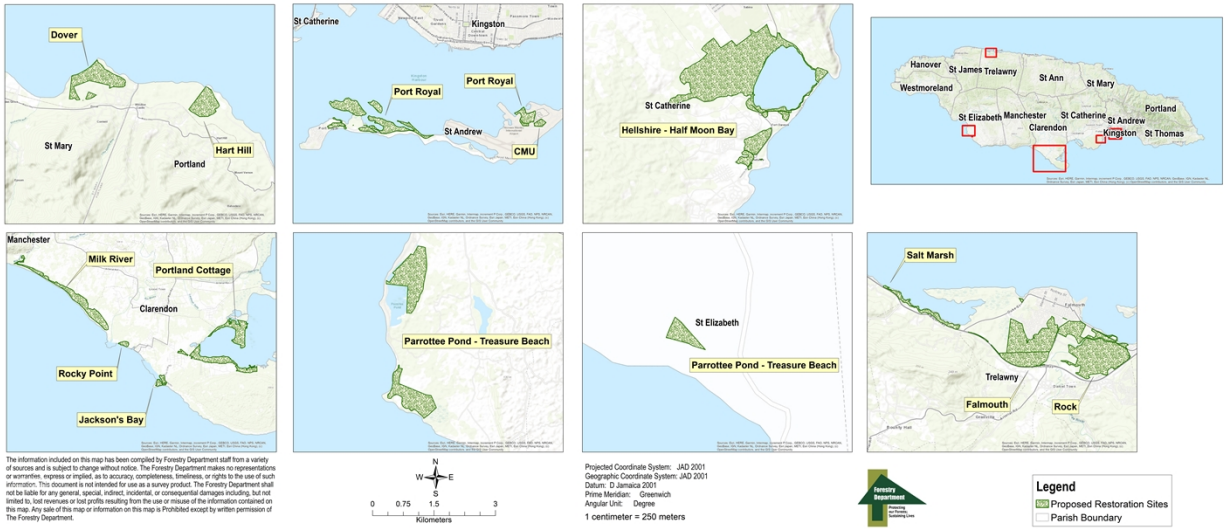 Dover
St Mary
Hart Hill
Portland
St Catherine
Kingston
Port Royal
Port Royal
St Andrew
CMU
St Catherine
Hellshire - Half Moon Bay
Hanover
St James
Trelawny
St Ann
St Mary
Westmoreland
Portland
St Elizabeth
Manchester
St Catherine
St Andrew
Clarendon
Kingston
St Thomas
Manchester
Milk River
Portland Cottage
Clarendon
Rocky Point
Jackson's Bay
Parrottee Pond - Treasure Beach
St Elizabeth
Parrottee Pond - Treasure Beach
Salt Marsh
Falmouth
Trelawny
Falmouth
Rock
The information included on this map has been compiled by Forestry Department staff from a variety
of sources and is subject to change without notice. The Forestry Department makes no representations
or warranties, express or implied, as to accuracy, completeness, timeliness, or rights to the use of such
information. This document is not intended for use as a survey product. The Forestry Department shall
not be liable for any general, special, indirect, incidental, or consequential damages including, but not
limited to, lost revenues or lost profits resulting from the use or misuse of the information contained on
this map. Any sale of this map or information on this map is Prohibited except by written permission of
The Forestry Department.
N
W E
S
0 0.75 1.5 3
Kilometers
Projected Coordinate System: JAD 2001
Geographic Coordinate System: JAD 2001
Datum: D Jamaica 2001
Prime Meridian: Greenwich
Angular Unit: Degree
1 centimeter = 250 meters
Forestry
Department
Protecting
our Forests;
Sustaining Lives
Legend
Proposed Restoration Sites
Parish Boundary